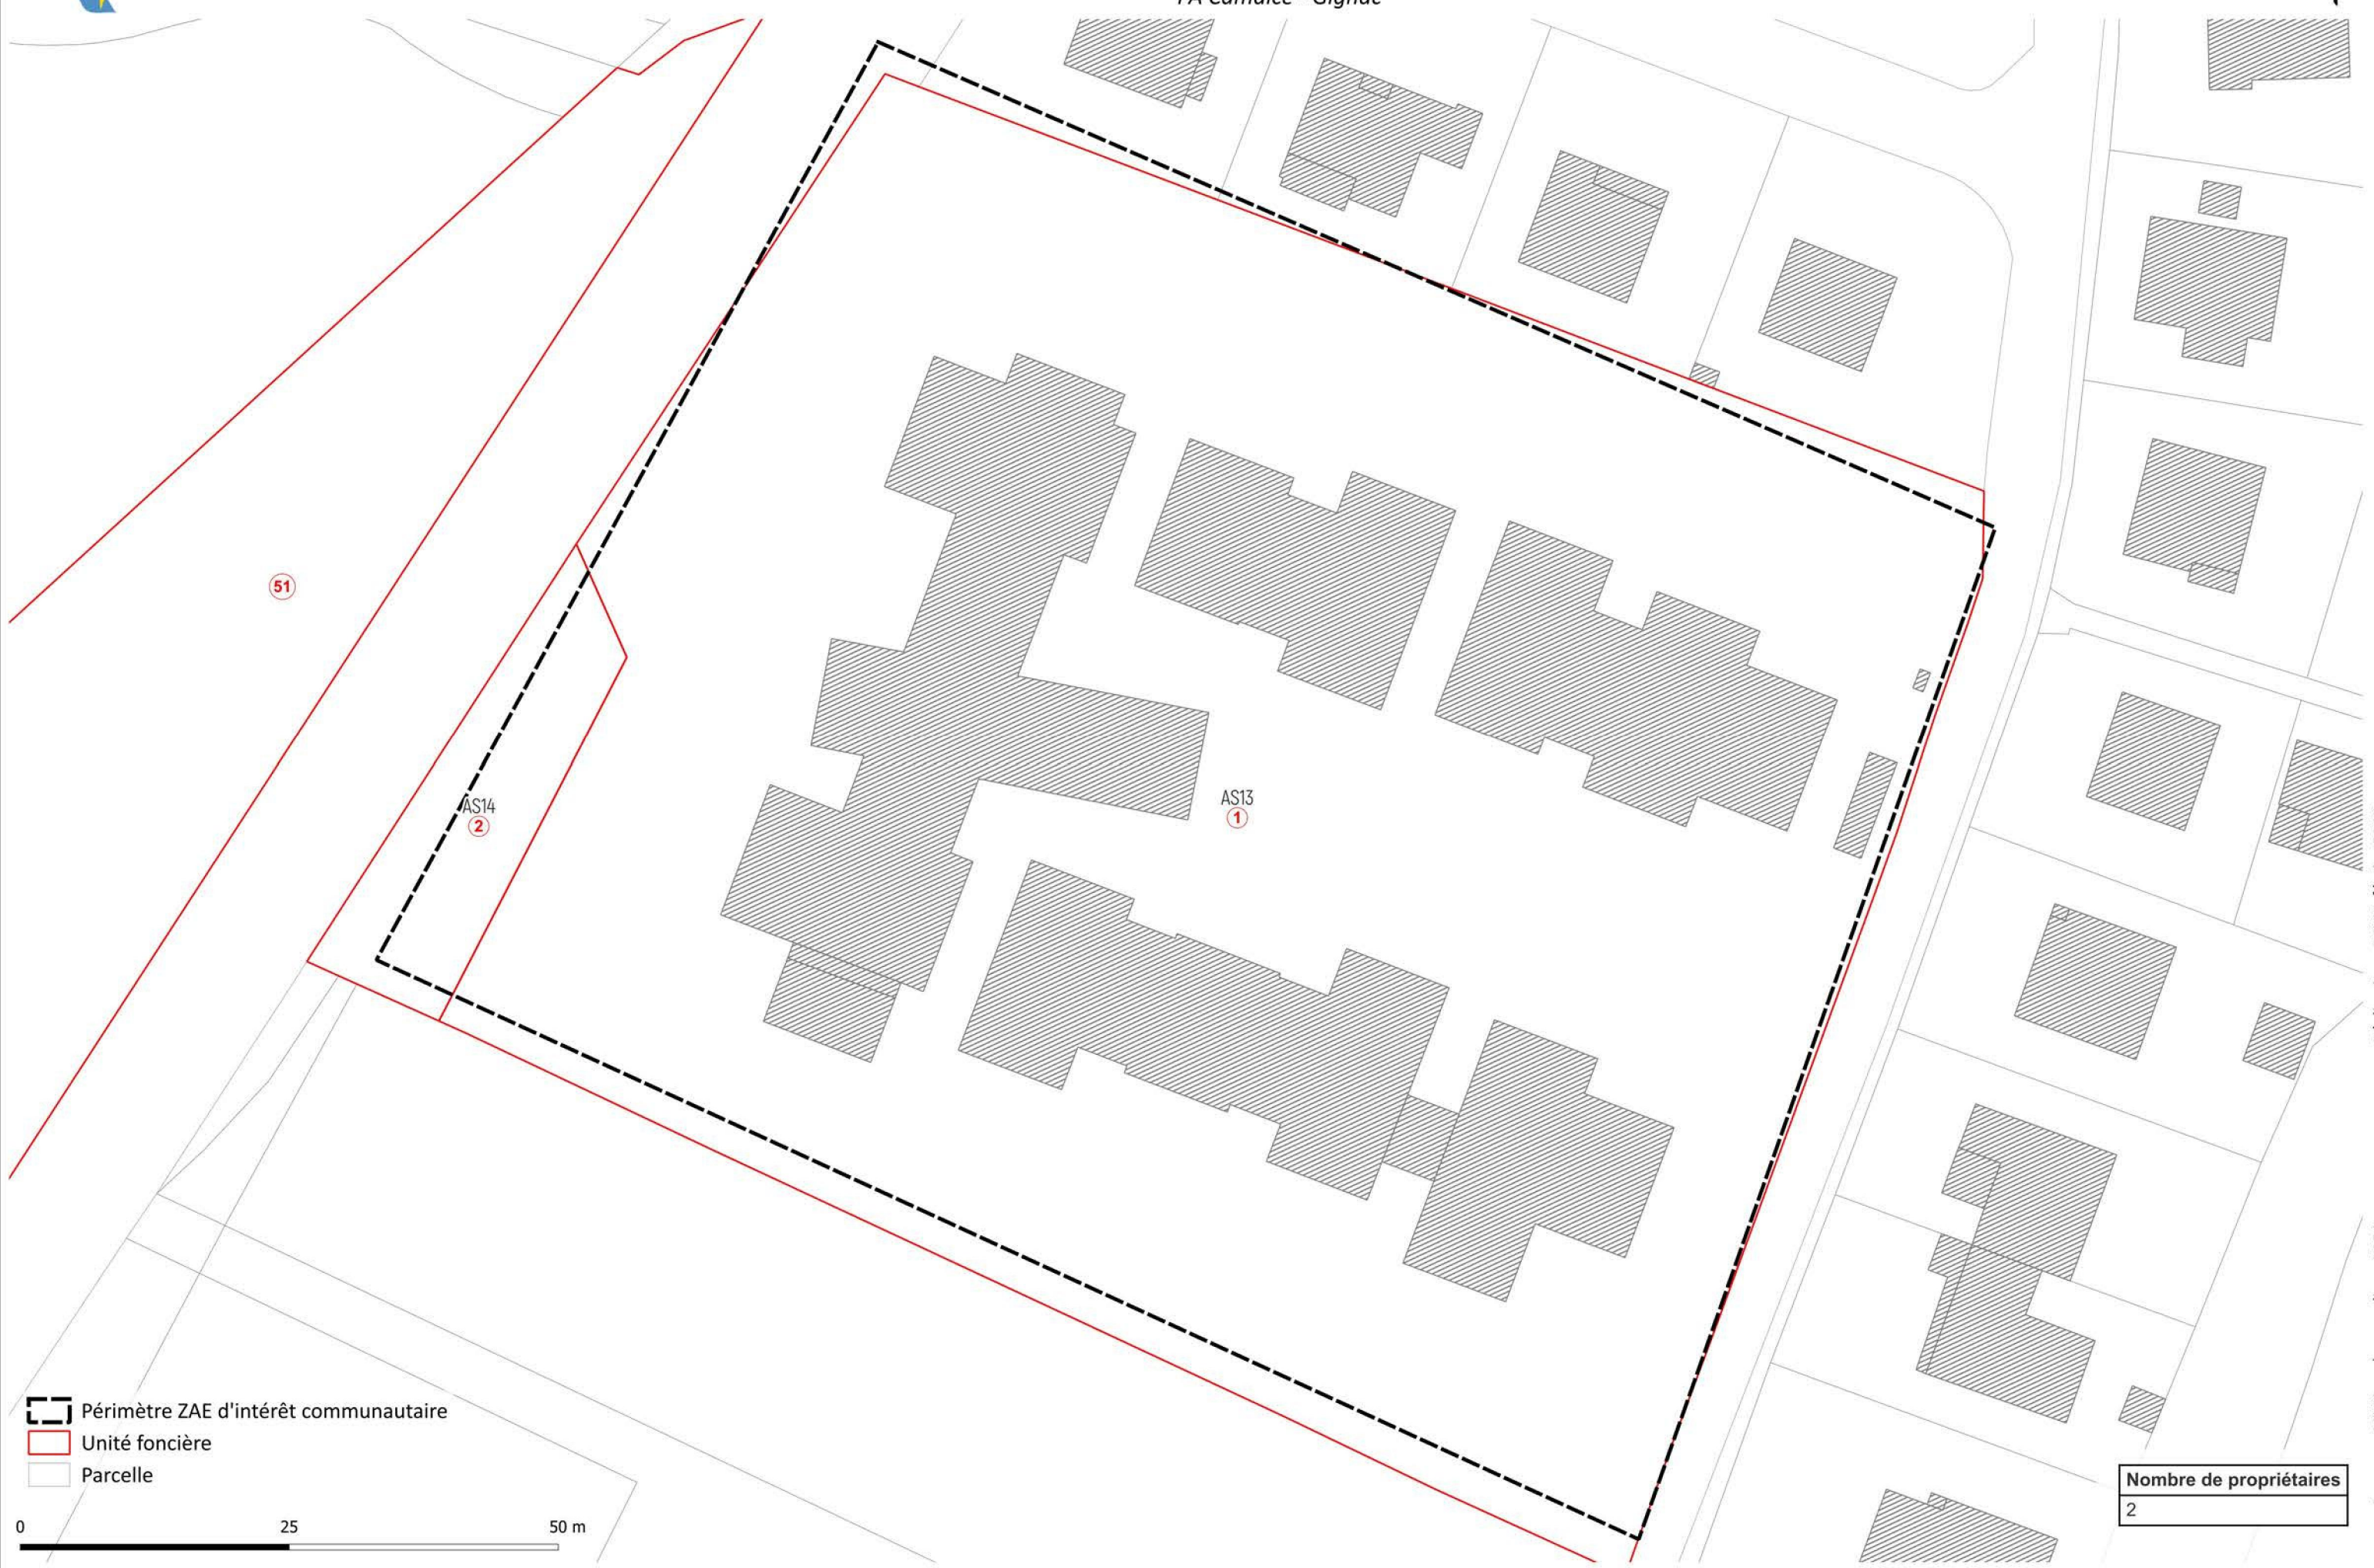 51
AS14
2
AS13
1
Périmètre ZAE d'intérêt communautaire
Unité foncière
Parcelle
0 25 50 m
Nombre de propriétaires
2